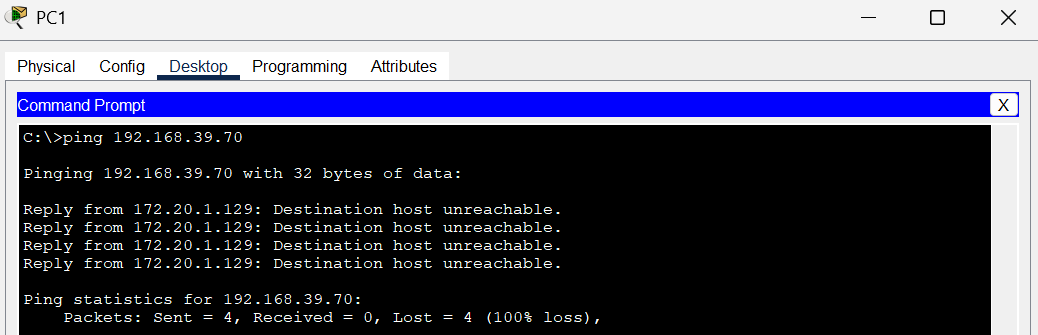 PC1
Physical Config Desktop Programming Attributes
Command Prompt X
C:\>ping 192.168.39.70
Pinging 192.168.39.70 with 32 bytes of data:
Reply from 172.20.1.129: Destination host unreachable.
Reply from 172.20.1.129: Destination host unreachable.
Reply from 172.20.1.129: Destination host unreachable.
Reply from 172.20.1.129: Destination host unreachable.
Ping statistics for 192.168.39.70:
Packets: Sent = 4, Received = 0, Lost = 4 (100% loss),